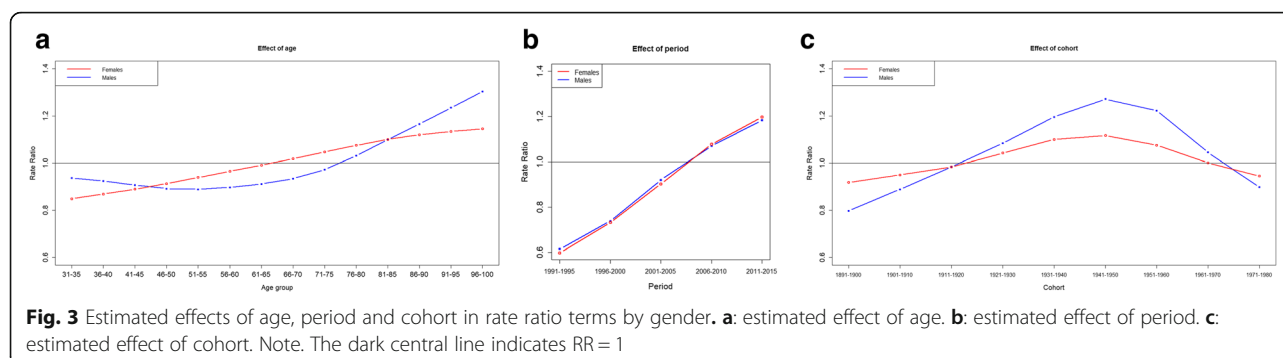 a
Effect of age
Females
Males
Rate Ratio
1.4
1.2
1.0
0.8
0.6
31-35
36-40
41-45
46-50
51-55
56-60
61-65
66-70
71-75
76-80
81-85
86-90
91-95
96-100
Age group
b
Effect of period
Females
Males
Rate Ratio
1.4
1.2
1.0
0.8
0.6
1991-1995
1996-2000
2001-2005
2006-2010
2011-2015
Period
c
Effect of cohort
Females
Males
Rate Ratio
1.4
1.2
1.0
0.8
0.6
1891-1900
1901-1910
1911-1920
1921-1930
1931-1940
1941-1950
1951-1960
1961-1970
1971-1980
Cohort
Fig. 3 Estimated effects of age, period and cohort in rate ratio terms by gender. a: estimated effect of age. b: estimated effect of period. c:
estimated effect of cohort. Note. The dark central line indicates RR = 1